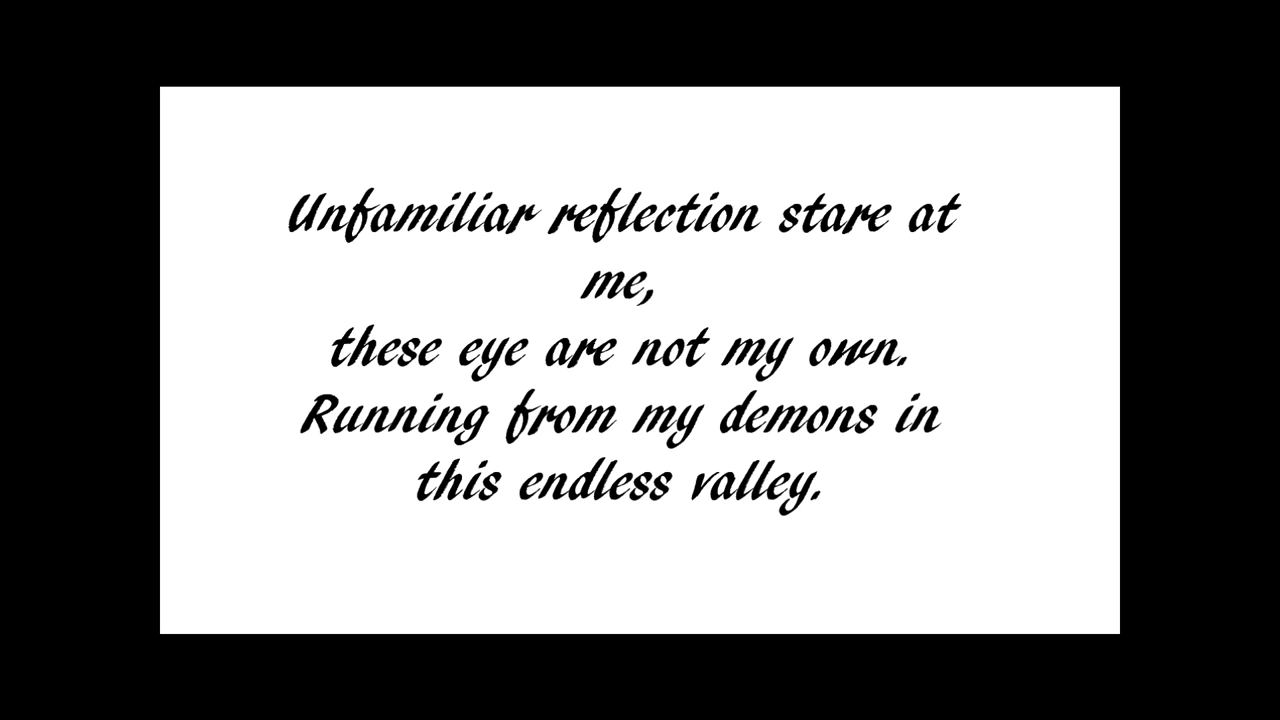 Unfamiliar reflection stare at
me,
these eye are not my own.
Running from my demons in
this endless valley.